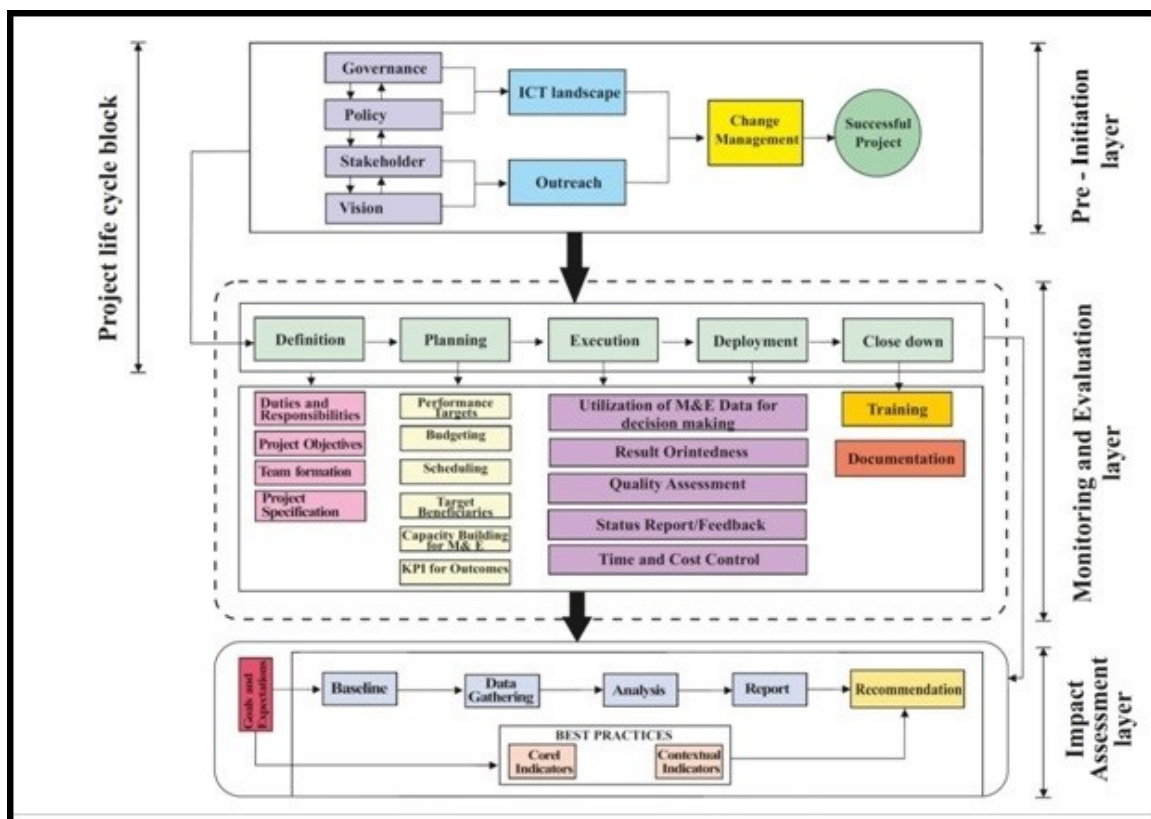 Project life cycle block
Pre - Initiation
layer
Governance
Policy
Stakeholder
Vision
ICT landscape
Outreach
Change
Management
Successful
Project
Monitoring and Evaluation
layer
Definition
Planning
Execution
Deployment
Close down
Duties and
Responsibilities
Project Objectives
Team formation
Project
Specification
Performance
Targets
Budgeting
Scheduling
Target
Beneficiaries
Capacity Building
for M& E
KPI for Outcomes
Utilization of M&E Data for
decision making
Result Orintedness
Quality Assessment
Status Report/Feedback
Time and Cost Control
Training
Documentation
Impact
Assessment
layer
Goals and
Expectations
Baseline
Data
Gathering
Analysis
Report
Recommendation
BEST PRACTICES
Corel
Indicators
Contextual
Indicators